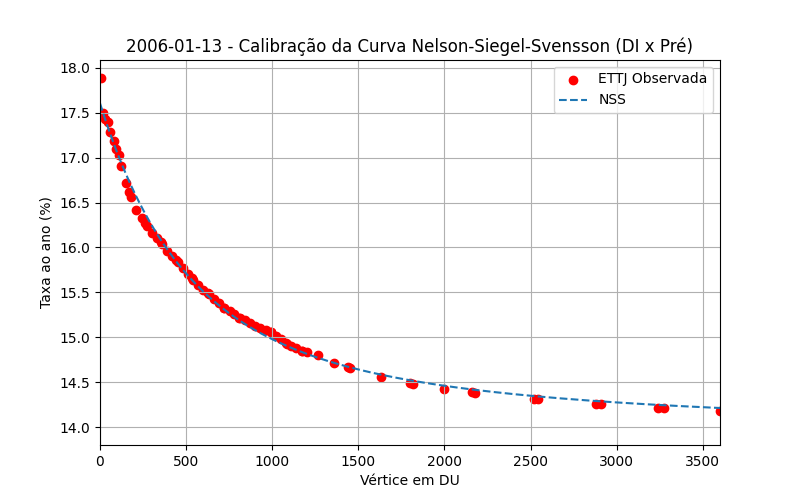 2006-01-13 - Calibração da Curva Nelson-Siegel-Svensson (DI x Pré)
18.0
17.5
17.0
16.5
16.0
15.5
15.0
14.5
14.0
Taxa ao ano (%)
ETTJ Observada
NSS
0 500 1000 1500 2000 2500 3000 3500
Vértice em DU